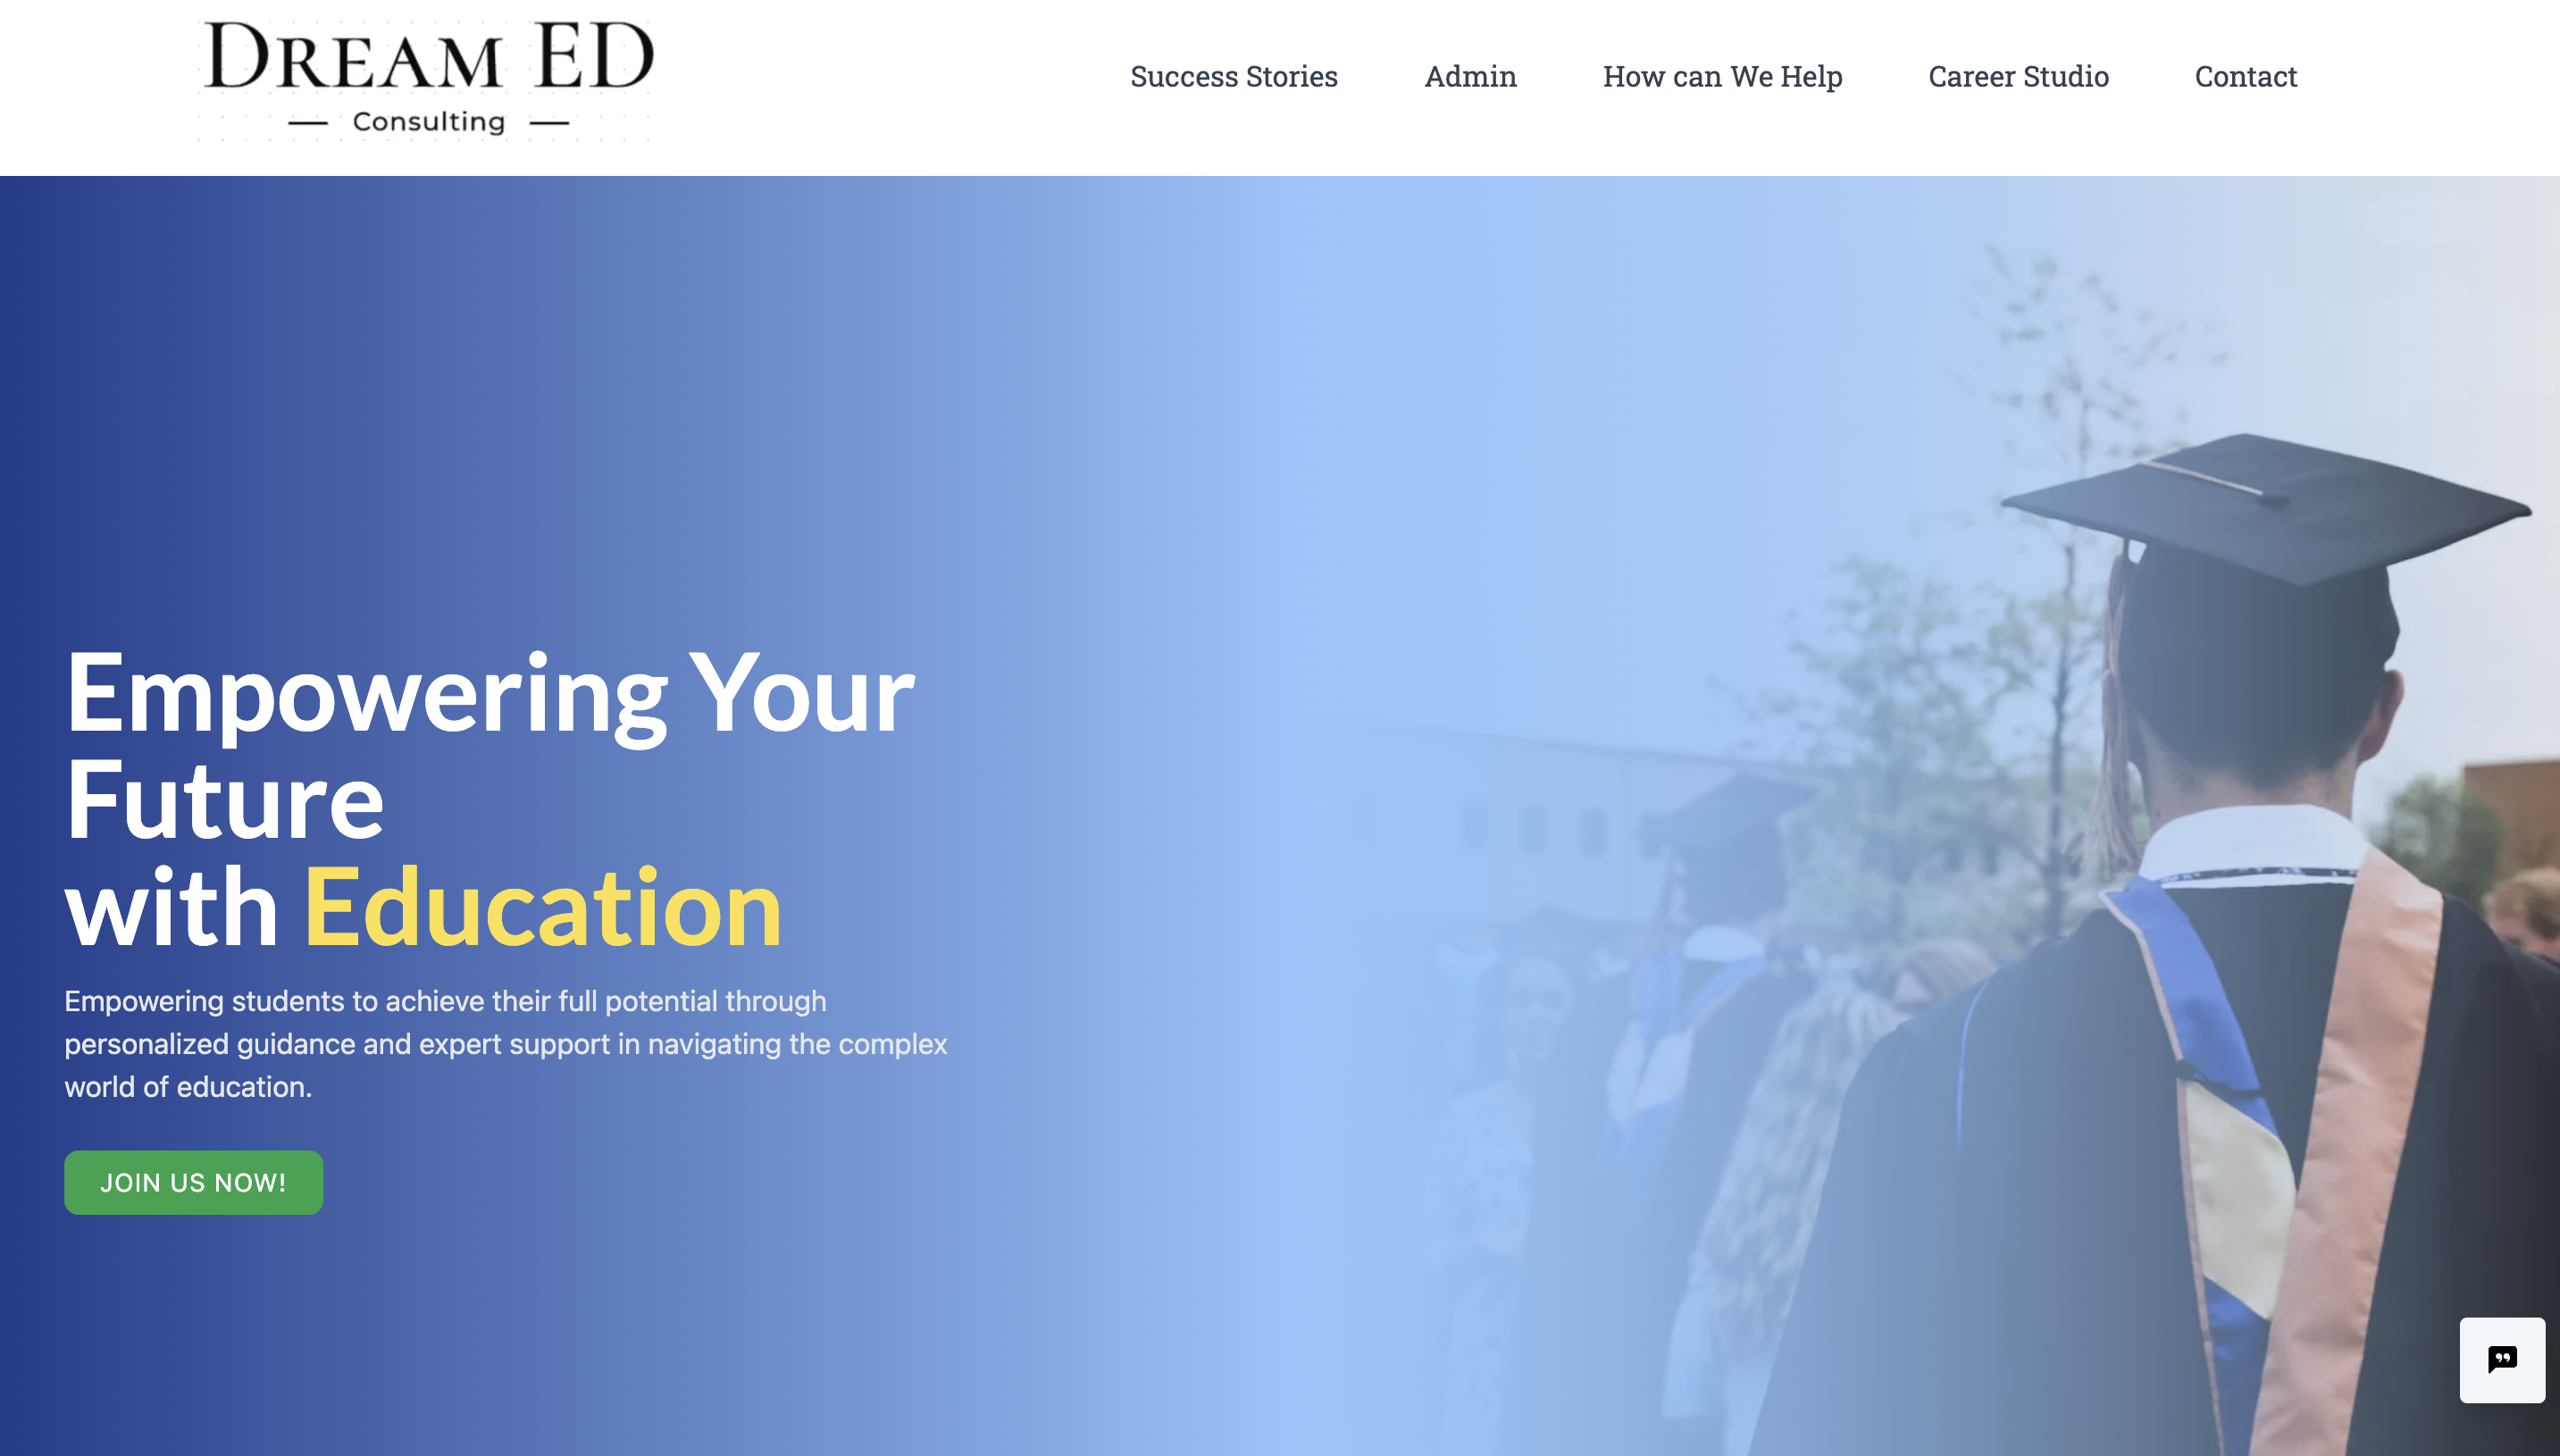 DREAM ED
Consulting
Success Stories Admin How can We Help Career Studio Contact
Empowering Your
Future
with Education
Empowering students to achieve their full potential through
personalized guidance and expert support in navigating the complex
world of education.
JOIN US NOW!